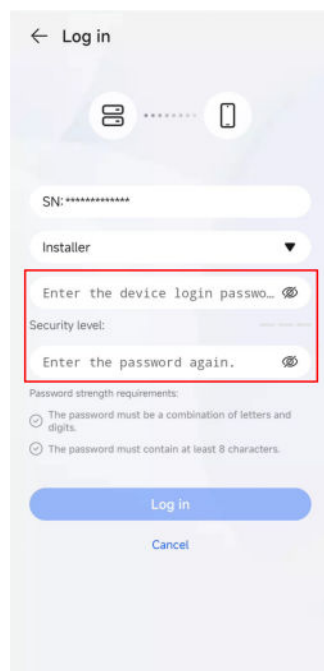 Log in
SN:*************
Installer
Enter the device login passwo…
Security level:
Enter the password again.
Password strength requirements:
The password must be a combination of letters and
digits.
The password must contain at least 8 characters.
Log in
Cancel